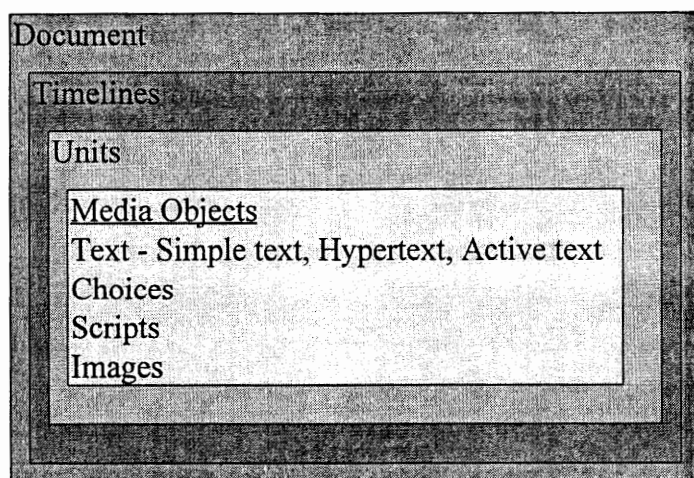 Document
Timelines
Units
Media Objects
Text - Simple text, Hypertext, Active text
Choices
Scripts
Images